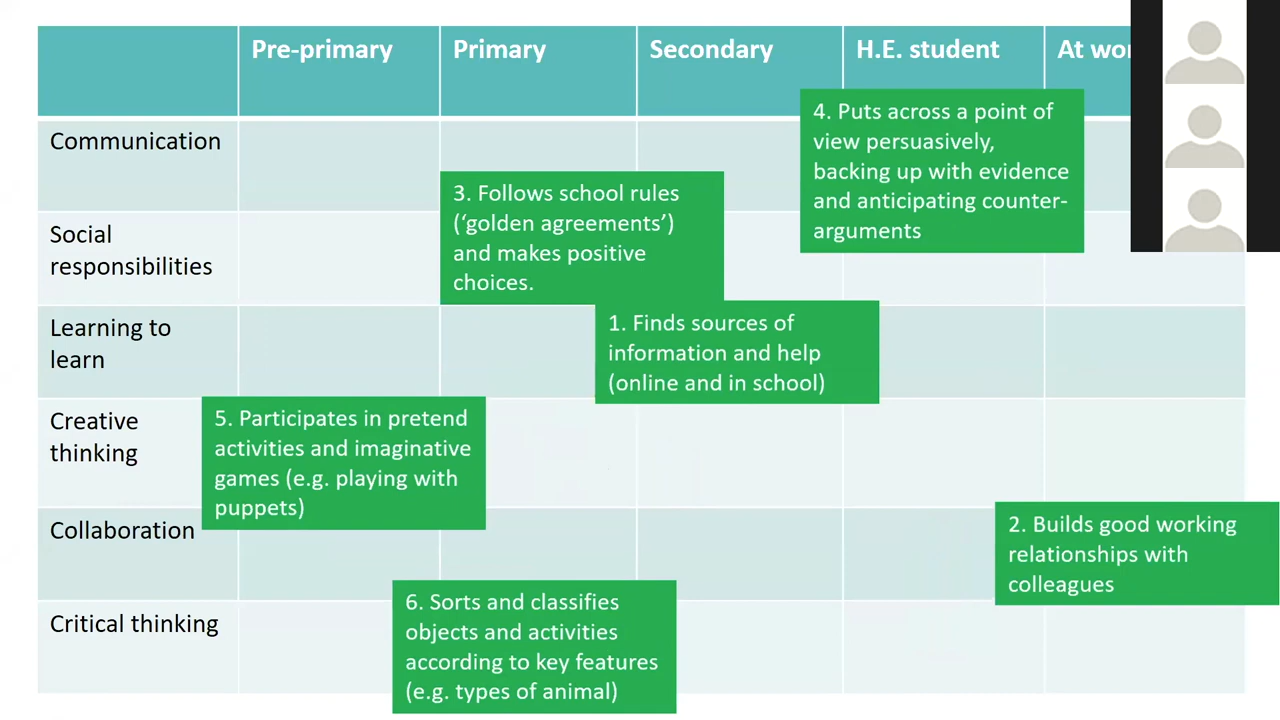 Pre-primary
Primary
Secondary
H.E. student
At
Communication
4. Puts across a point of
view persuasively,
backing up with evidence
and anticipating counter-
arguments
3. Follows school rules
(‘golden agreements’)
and makes positive
choices.
Social
responsibilities
Learning to
learn
1. Finds sources of
information and help
(online and in school)
Creative
thinking
5. Participates in pretend
activities and imaginative
games (e.g. playing with
puppets)
Collaboration
2. Builds good working
relationships with
colleagues
6. Sorts and classifies
objects and activities
according to key features
(e.g. types of animal)
Critical thinking